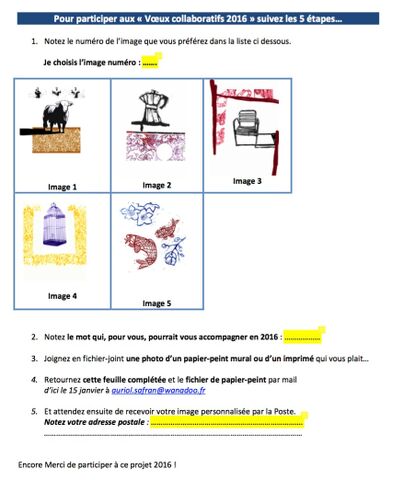 Pour participer aux « Vœux collaboratifs 2016 » suivez les 5 étapes…
1. Notez le numéro de l'image que vous préférez dans la liste ci dessous.
Je choisis l'image numéro : …….
Image 1
Image 2
Image 3
Image 4
Image 5
2. Notez le mot qui, pour vous, pourrait vous accompagner en 2016 : ………………
3. Joignez en fichier-joint une photo d'un papier-peint mural ou d'un imprimé qui vous plait…
4. Retournez cette feuille complétée et le fichier de papier-peint par mail
d'ici le 15 janvier à auriol.safran@wanadoo.fr
5. Et attendez ensuite de recevoir votre image personnalisée par la Poste.
Notez votre adresse postale : ……………………………………………………………………
……………………………………………………………………………………………………………
Encore Merci de participer à ce projet 2016 !